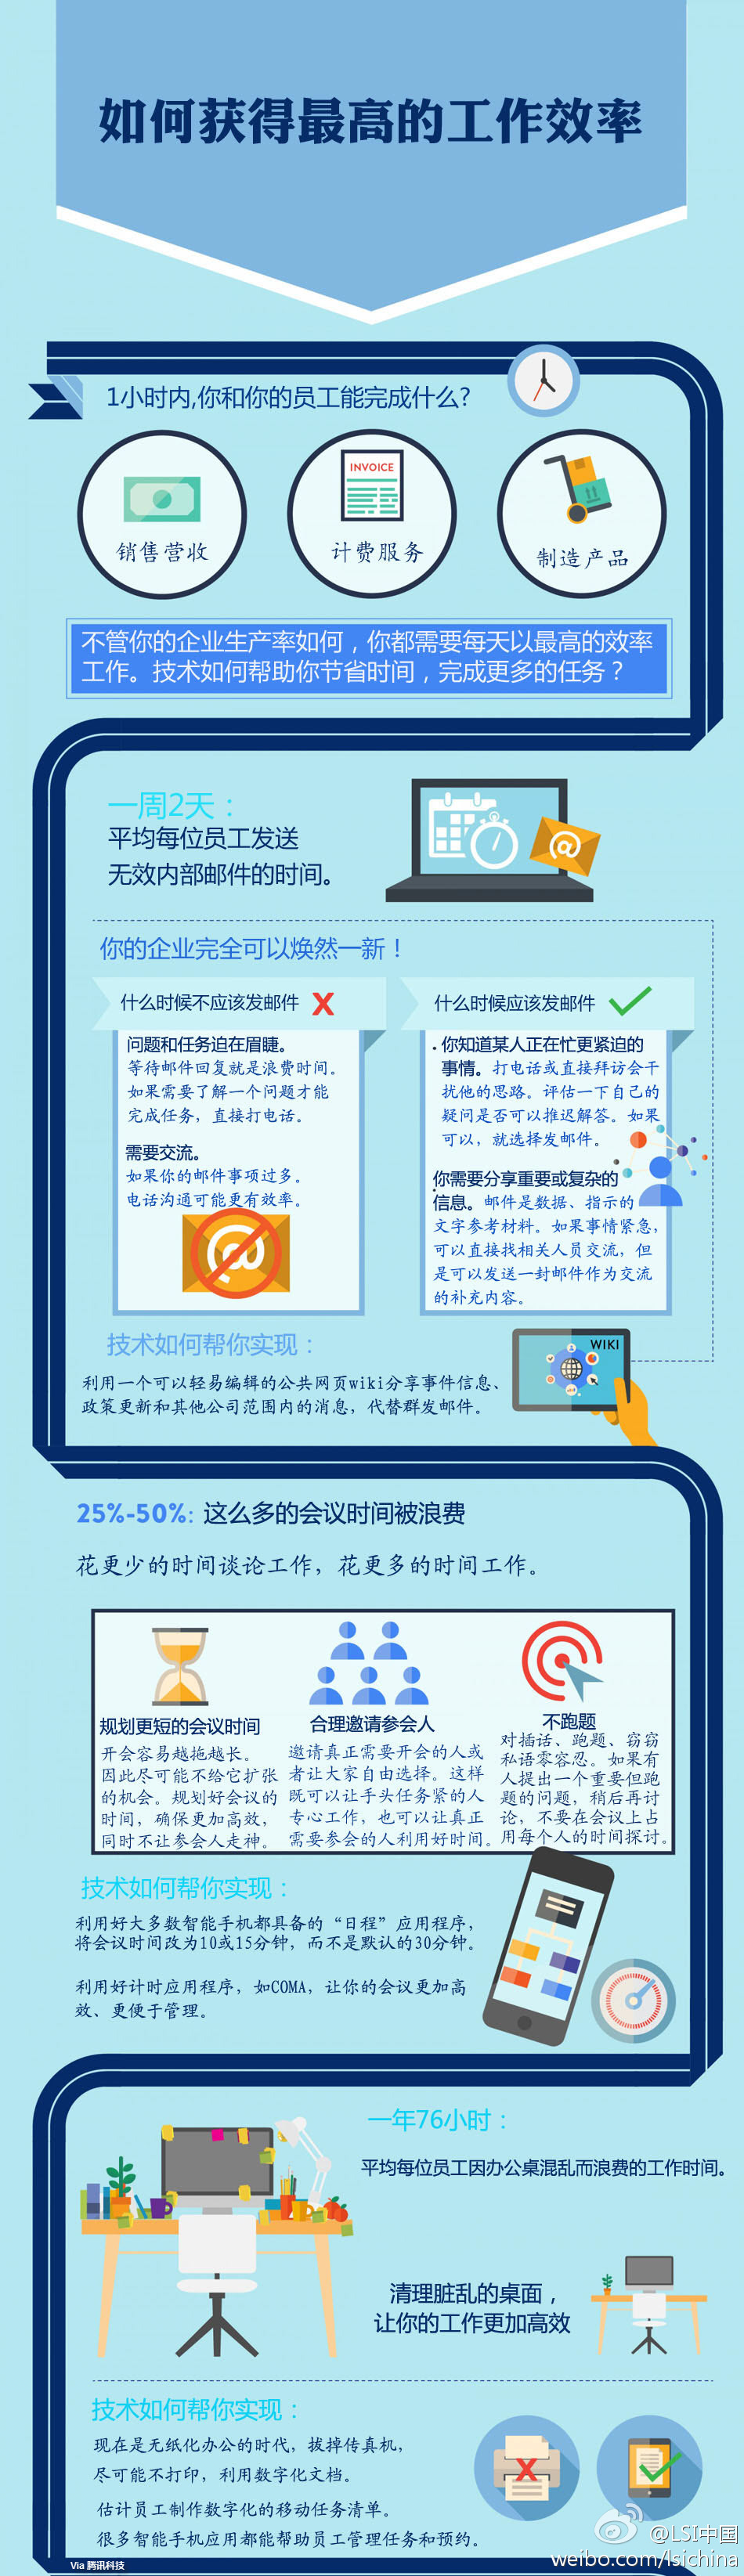 如何获得最高的工作效率
1小时内,你和你的员工能完成什么?
INVOICE
销售营收
计费服务
制造产品
不管你的企业生产率如何，你都需要每天以最高的效率
工作。技术如何帮助你节省时间，完成更多的任务？
一周2天：
平均每位员工发送
无效内部邮件的时间。
@
你的企业完全可以焕然一新！
什么时候不应该发邮件 X
问题和任务迫在眉睫。
等待邮件回复就是浪费时间。
如果需要了解一个问题才能
完成任务，直接打电话。
需要交流。
如果你的邮件事项过多。
电话沟通可能更有效率。
@
什么时候应该发邮件
· 你知道某人正在忙更紧迫的
事情。打电话或直接拜访会干
扰他的思路。评估一下自己的
疑问是否可以推迟解答。如果
可以，就选择发邮件。
你需要分享重要或复杂的
·信息。邮件是数据、指示的
文字参考材料。如果事情紧急，
可以直接找相关人员交流，但
是可以发送一封邮件作为交流
的补充内容。
技术如何帮你实现：
WIKI
利用一个可以轻易编辑的公共网页wiki分享事件信息、
政策更新和其他公司范围内的消息，代替群发邮件。
25%-50%: 这么多的会议时间被浪费
花更少的时间谈论工作，花更多的时间工作。
规划更短的会议时间
开会容易越拖越长。
因此尽可能不给它扩张
的机会。规划好会议的
时间，确保更加高效，
同时不让参会人走神。
合理邀请参会人
邀请真正需要开会的人或
者让大家自由选择。这样
既可以让手头任务紧的人
专心工作，也可以让真正
需要参会的人利用好时间。
不跑题
对插话、跑题、窃窃
私语零容忍。如果有
人提出一个重要但跑
题的问题，稍后再讨
论，不要在会议上占
用每个人的时间探讨。
技术如何帮你实现：
利用好大多数智能手机都具备的“日程”应用程序，
将会议时间改为10或15分钟，而不是默认的30分钟。
利用好计时应用程序，如COMA，让你的会议更加高
效、更便于管理。
一年76小时：
平均每位员工因办公桌混乱而浪费的工作时间。
清理脏乱的桌面，
让你的工作更加高效
技术如何帮你实现：
现在是无纸化办公的时代，拔掉传真机，
尽可能不打印，利用数字化文档。
估计员工制作数字化的移动任务清单。
很多智能手机应用都能帮助员工管理任务和预约。
X
@LSI中国
weibo.com/lsichina
Via 腾讯科技